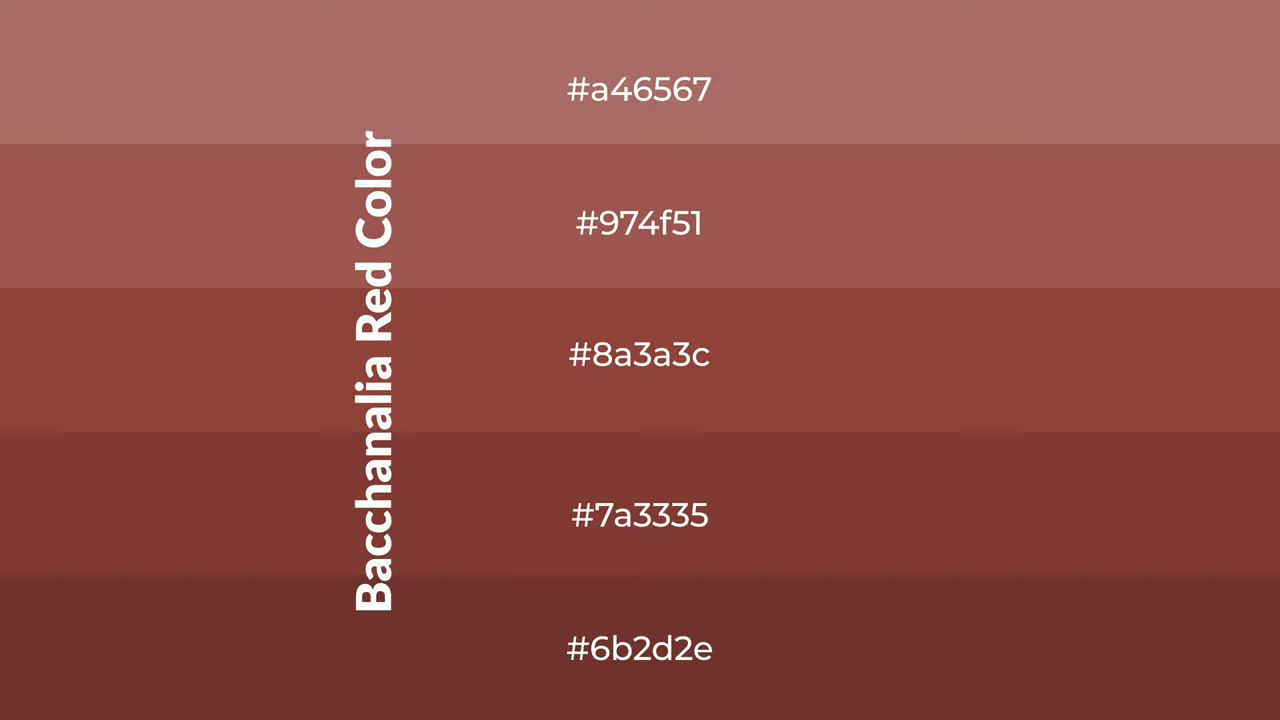 Bacchanalia Red Color
#a46567
#974f51
#8a3a3c
#7a3335
#6b2d2e